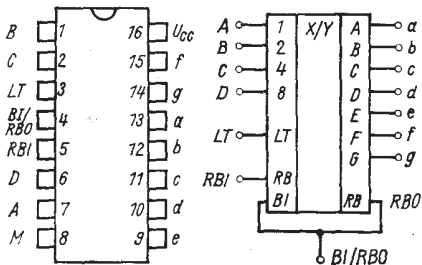 B 1 16 UCC
C 2 15 f
LT 3 14 g
BI/RBO 4 13 a
RBI 5 12 b
D 6 11 c
A 7 10 d
M 8 9 e
A 1 X/Y A a
B 2 B b
C 4 C c
D 8 D d
E e
LT LT F f
G g
RBI RB
BI RB RBO
BI/RBO